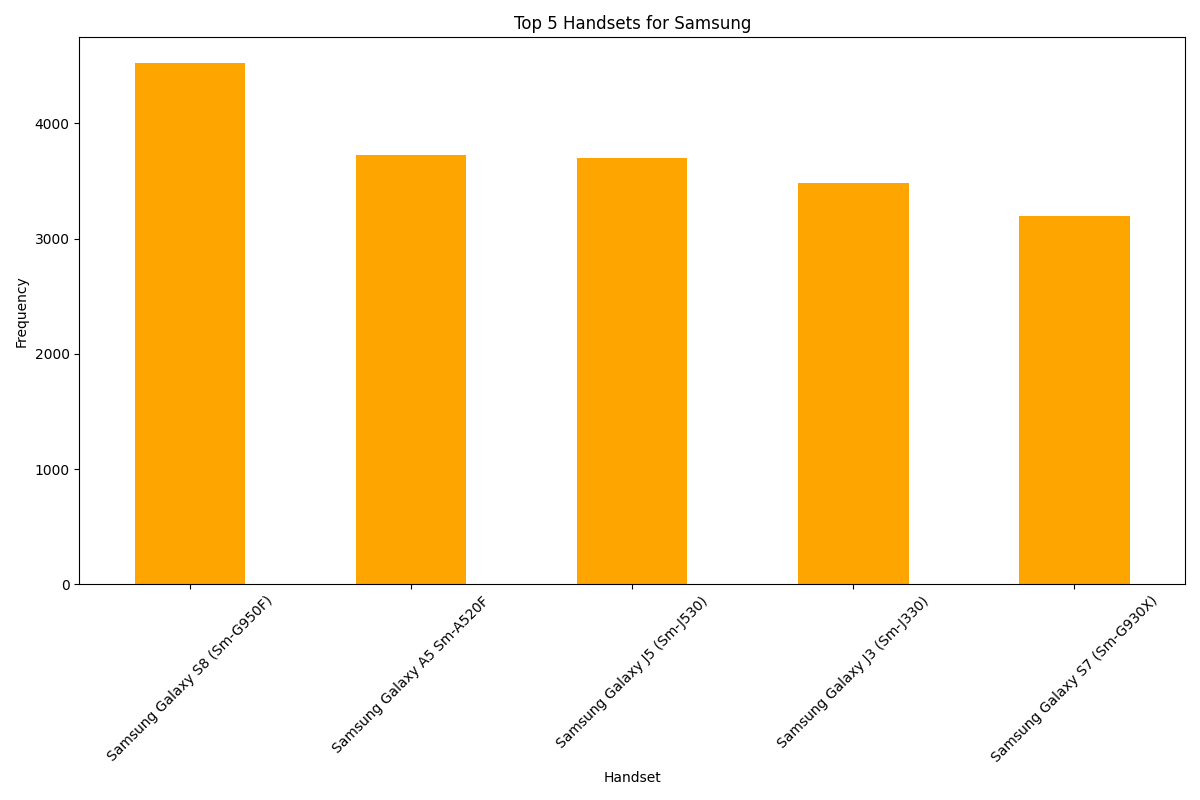 Top 5 Handsets for Samsung
Frequency
4000
3000
2000
1000
0
Samsung Galaxy S8 (Sm-G950F)
Samsung Galaxy A5 Sm-A520F
Samsung Galaxy J5 (Sm-J530)
Samsung Galaxy J3 (Sm-J330)
Samsung Galaxy S7 (Sm-G930X)
Handset